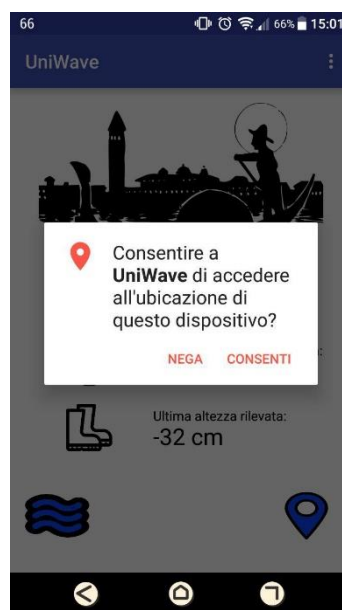 66 66% 15:01
UniWave
Consentire a
UniWave di accedere
all'ubicazione di
questo dispositivo?
NEGA CONSENTI
Ultima altezza rilevata:
-32 cm